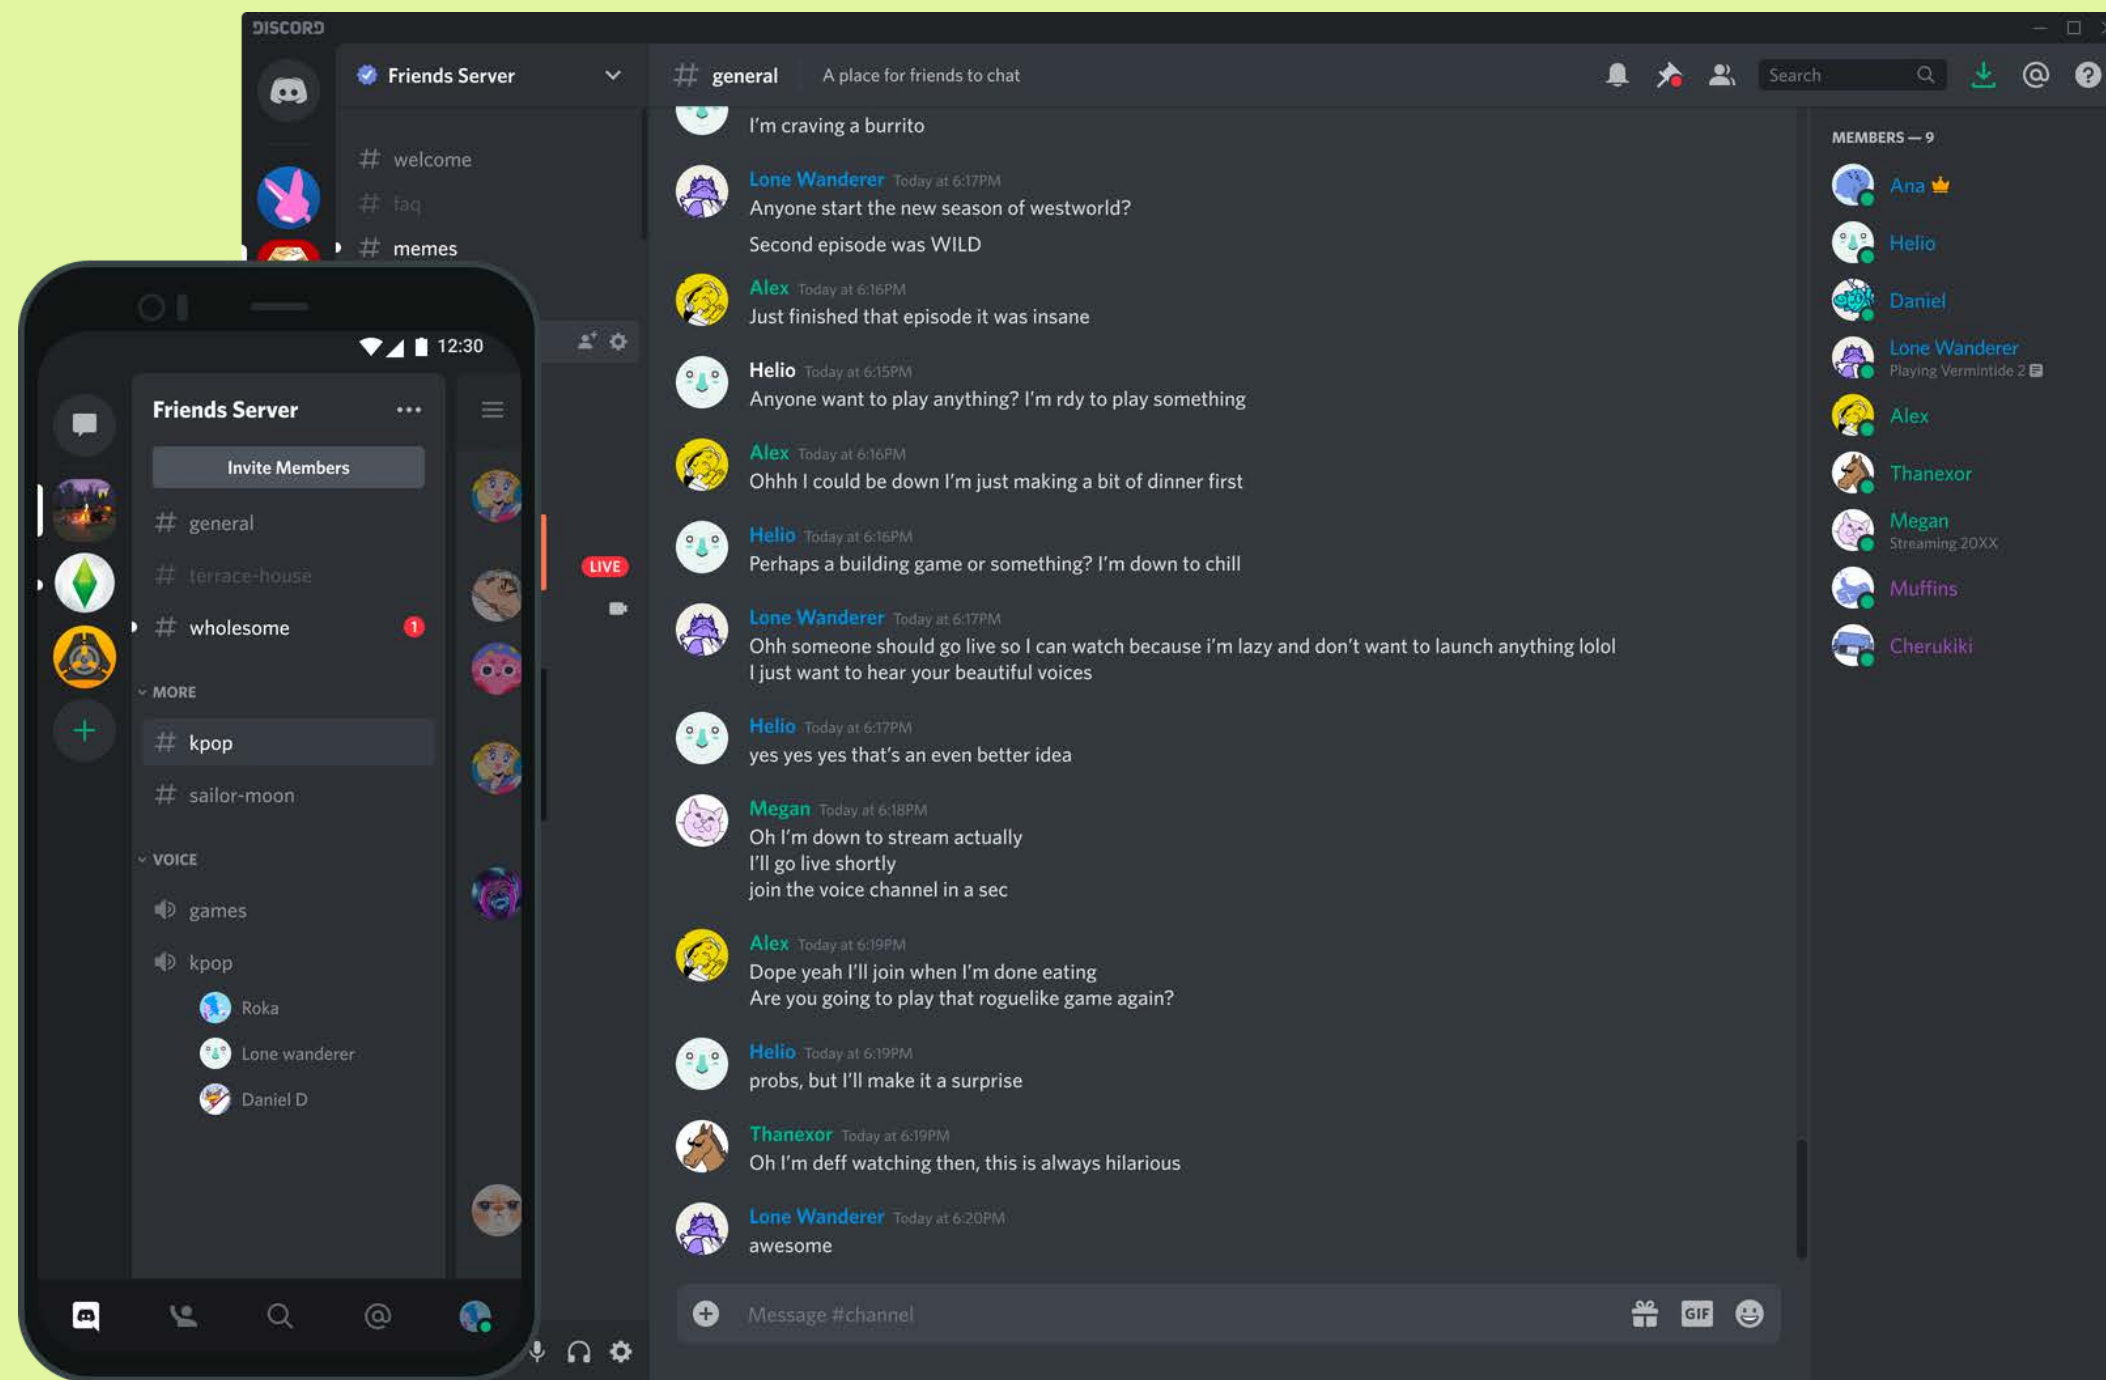 DISCORD
Friends Server
general
A place for friends to chat
Search
welcome
faq
memes
I'm craving a burrito
Lone Wanderer Today at 6:17PM
Anyone start the new season of westworld?
Second episode was WILD
Alex Today at 6:16PM
Just finished that episode it was insane
Helio Today at 6:15PM
Anyone want to play anything? I'm rdy to play something
Alex Today at 6:16PM
Ohhh I could be down I'm just making a bit of dinner first
Helio Today at 6:16PM
Perhaps a building game or something? I'm down to chill
Lone Wanderer Today at 6:17PM
Ohh someone should go live so I can watch because i'm lazy and don't want to launch anything lolol
I just want to hear your beautiful voices
Helio Today at 6:17PM
yes yes yes that's an even better idea
Megan Today at 6:18PM
Oh I'm down to stream actually
I'll go live shortly
join the voice channel in a sec
Alex Today at 6:19PM
Dope yeah I'll join when I'm done eating
Are you going to play that roguelike game again?
Helio Today at 6:19PM
probs, but I'll make it a surprise
Thanexor Today at 6:19PM
Oh I'm deff watching then, this is always hilarious
Lone Wanderer Today at 6:20PM
awesome
Message #channel
GIF
MEMBERS — 9
Ana
Helio
Daniel
Lone Wanderer
Playing Vermintide 2
Alex
Thanexor
Megan
Streaming 20XX
Muffins
Cherukiki
LIVE
12:30
Friends Server
Invite Members
# general
# terrace-house
# wholesome 1
MORE
# kpop
# sailor-moon
VOICE
games
kpop
Roka
Lone wanderer
Daniel D